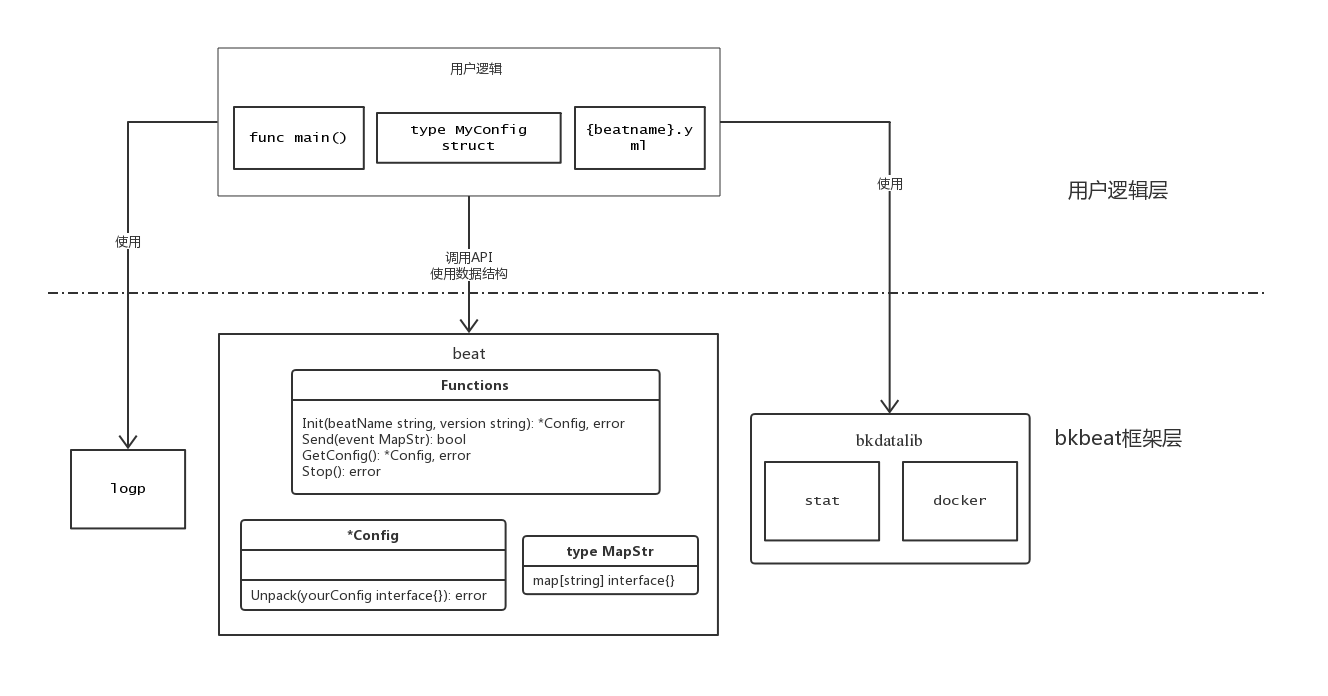 用户逻辑
func main()
type MyConfig
struct
{beatname}.y
ml
使用
用户逻辑层
使用
调用API
使用数据结构
beat
Functions
Init(beatName string, version string): *Config, error
Send(event MapStr): bool
GetConfig(): *Config, error
Stop(): error
bkdatalib
bkbeat框架层
logp
stat
docker
*Config
type MapStr
map[string] interface{}
Unpack(yourConfig interface{}): error